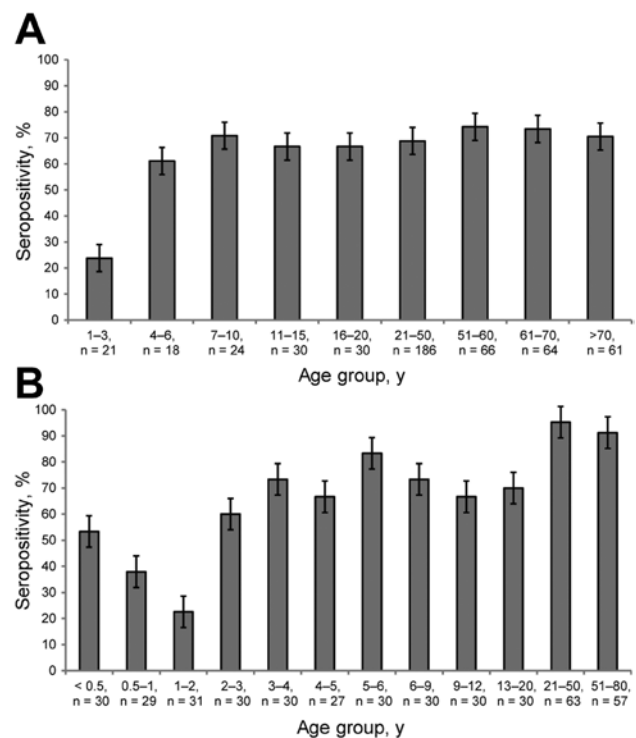 A
100
90
80
70
60
50
40
30
20
10
0
Seropositivity, %
1–3, 4–6, 7–10, 11–15, 16–20, 21–50, 51–60, 61–70, >70,
n = 21 n = 18 n = 24 n = 30 n = 30 n = 186 n = 66 n = 64 n = 61
Age group, y
B
100
90
80
70
60
50
40
30
20
10
0
Seropositivity, %
< 0.5, 0.5–1, 1–2, 2–3, 3–4, 4–5, 5–6, 6–9, 9–12, 13–20, 21–50, 51–80,
n = 30 n = 29 n = 31 n = 30 n = 30 n = 27 n = 30 n = 30 n = 30 n = 30 n = 63 n = 57
Age group, y